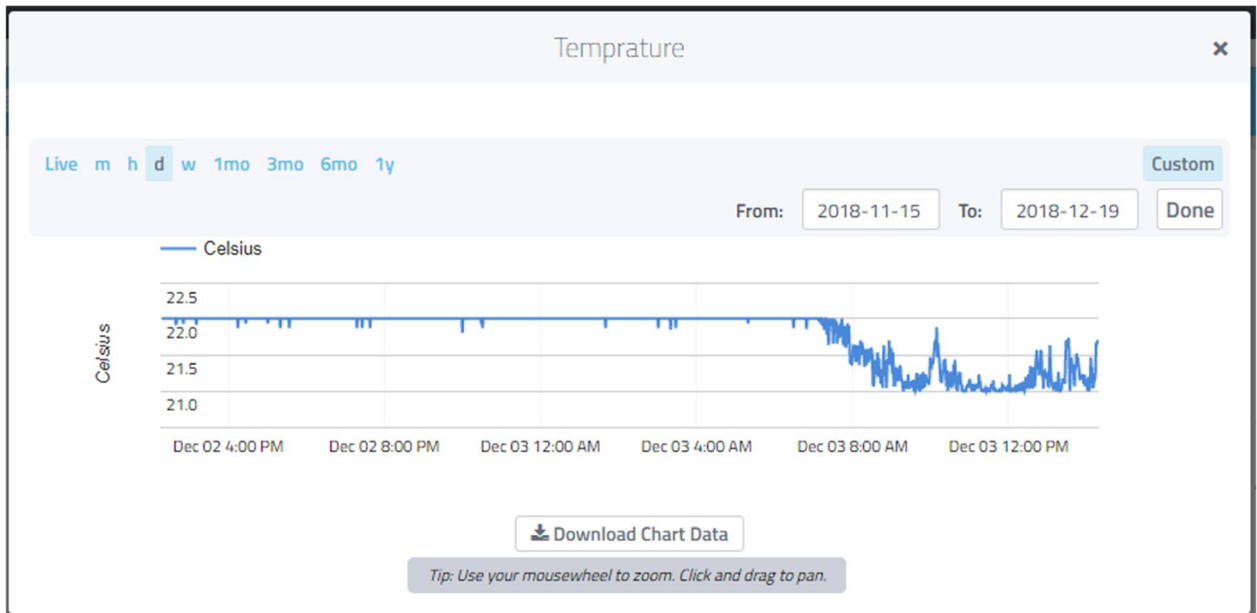 Temprature ×
Live m h d w 1mo 3mo 6mo 1y Custom
From: 2018-11-15 To: 2018-12-19 Done
Celsius
22.5
22.0
21.5
21.0
Celsius
Dec 02 4:00 PM Dec 02 8:00 PM Dec 03 12:00 AM Dec 03 4:00 AM Dec 03 8:00 AM Dec 03 12:00 PM
Download Chart Data
Tip: Use your mousewheel to zoom. Click and drag to pan.